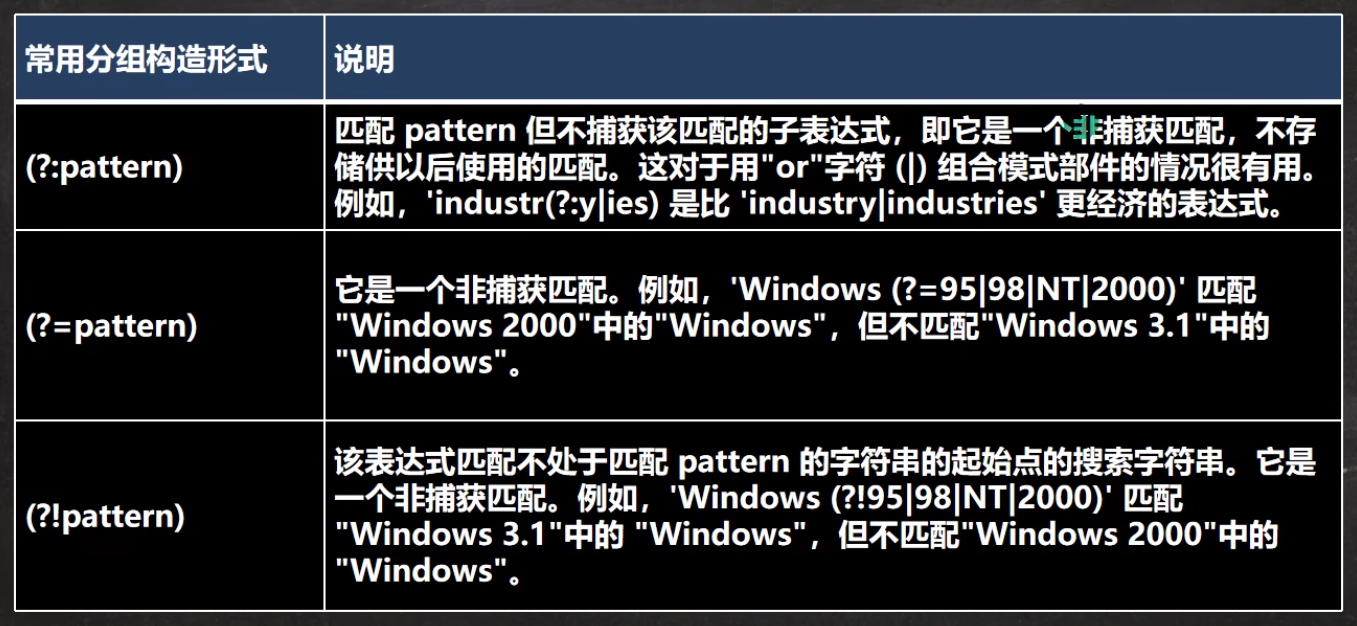 常用分组构造形式
说明
(?:pattern)
匹配 pattern 但不捕获该匹配的子表达式，即它是一个非捕获匹配，不存
储供以后使用的匹配。这对于用"or"字符 (|) 组合模式部件的情况很有用。
例如，'industr(?:y|ies) 是比 'industry|industries' 更经济的表达式。
(?=pattern)
它是一个非捕获匹配。例如，'Windows (?=95|98|NT|2000)' 匹配
"Windows 2000"中的"Windows"，但不匹配"Windows 3.1"中的
"Windows"。
(?!pattern)
该表达式匹配不处于匹配 pattern 的字符串的起始点的搜索字符串。它是
一个非捕获匹配。例如，'Windows (?!95|98|NT|2000)' 匹配
"Windows 3.1"中的 "Windows"，但不匹配"Windows 2000"中的
"Windows"。